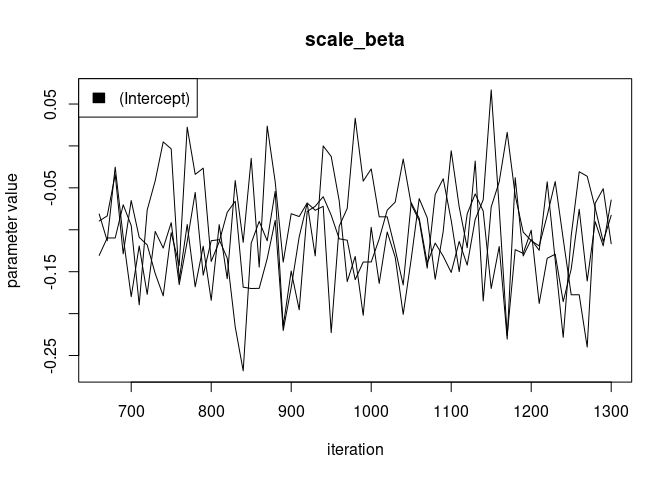 scale_beta
(Intercept)
0.05
-0.05
-0.15
-0.25
parameter value
700 800 900 1000 1100 1200 1300
iteration